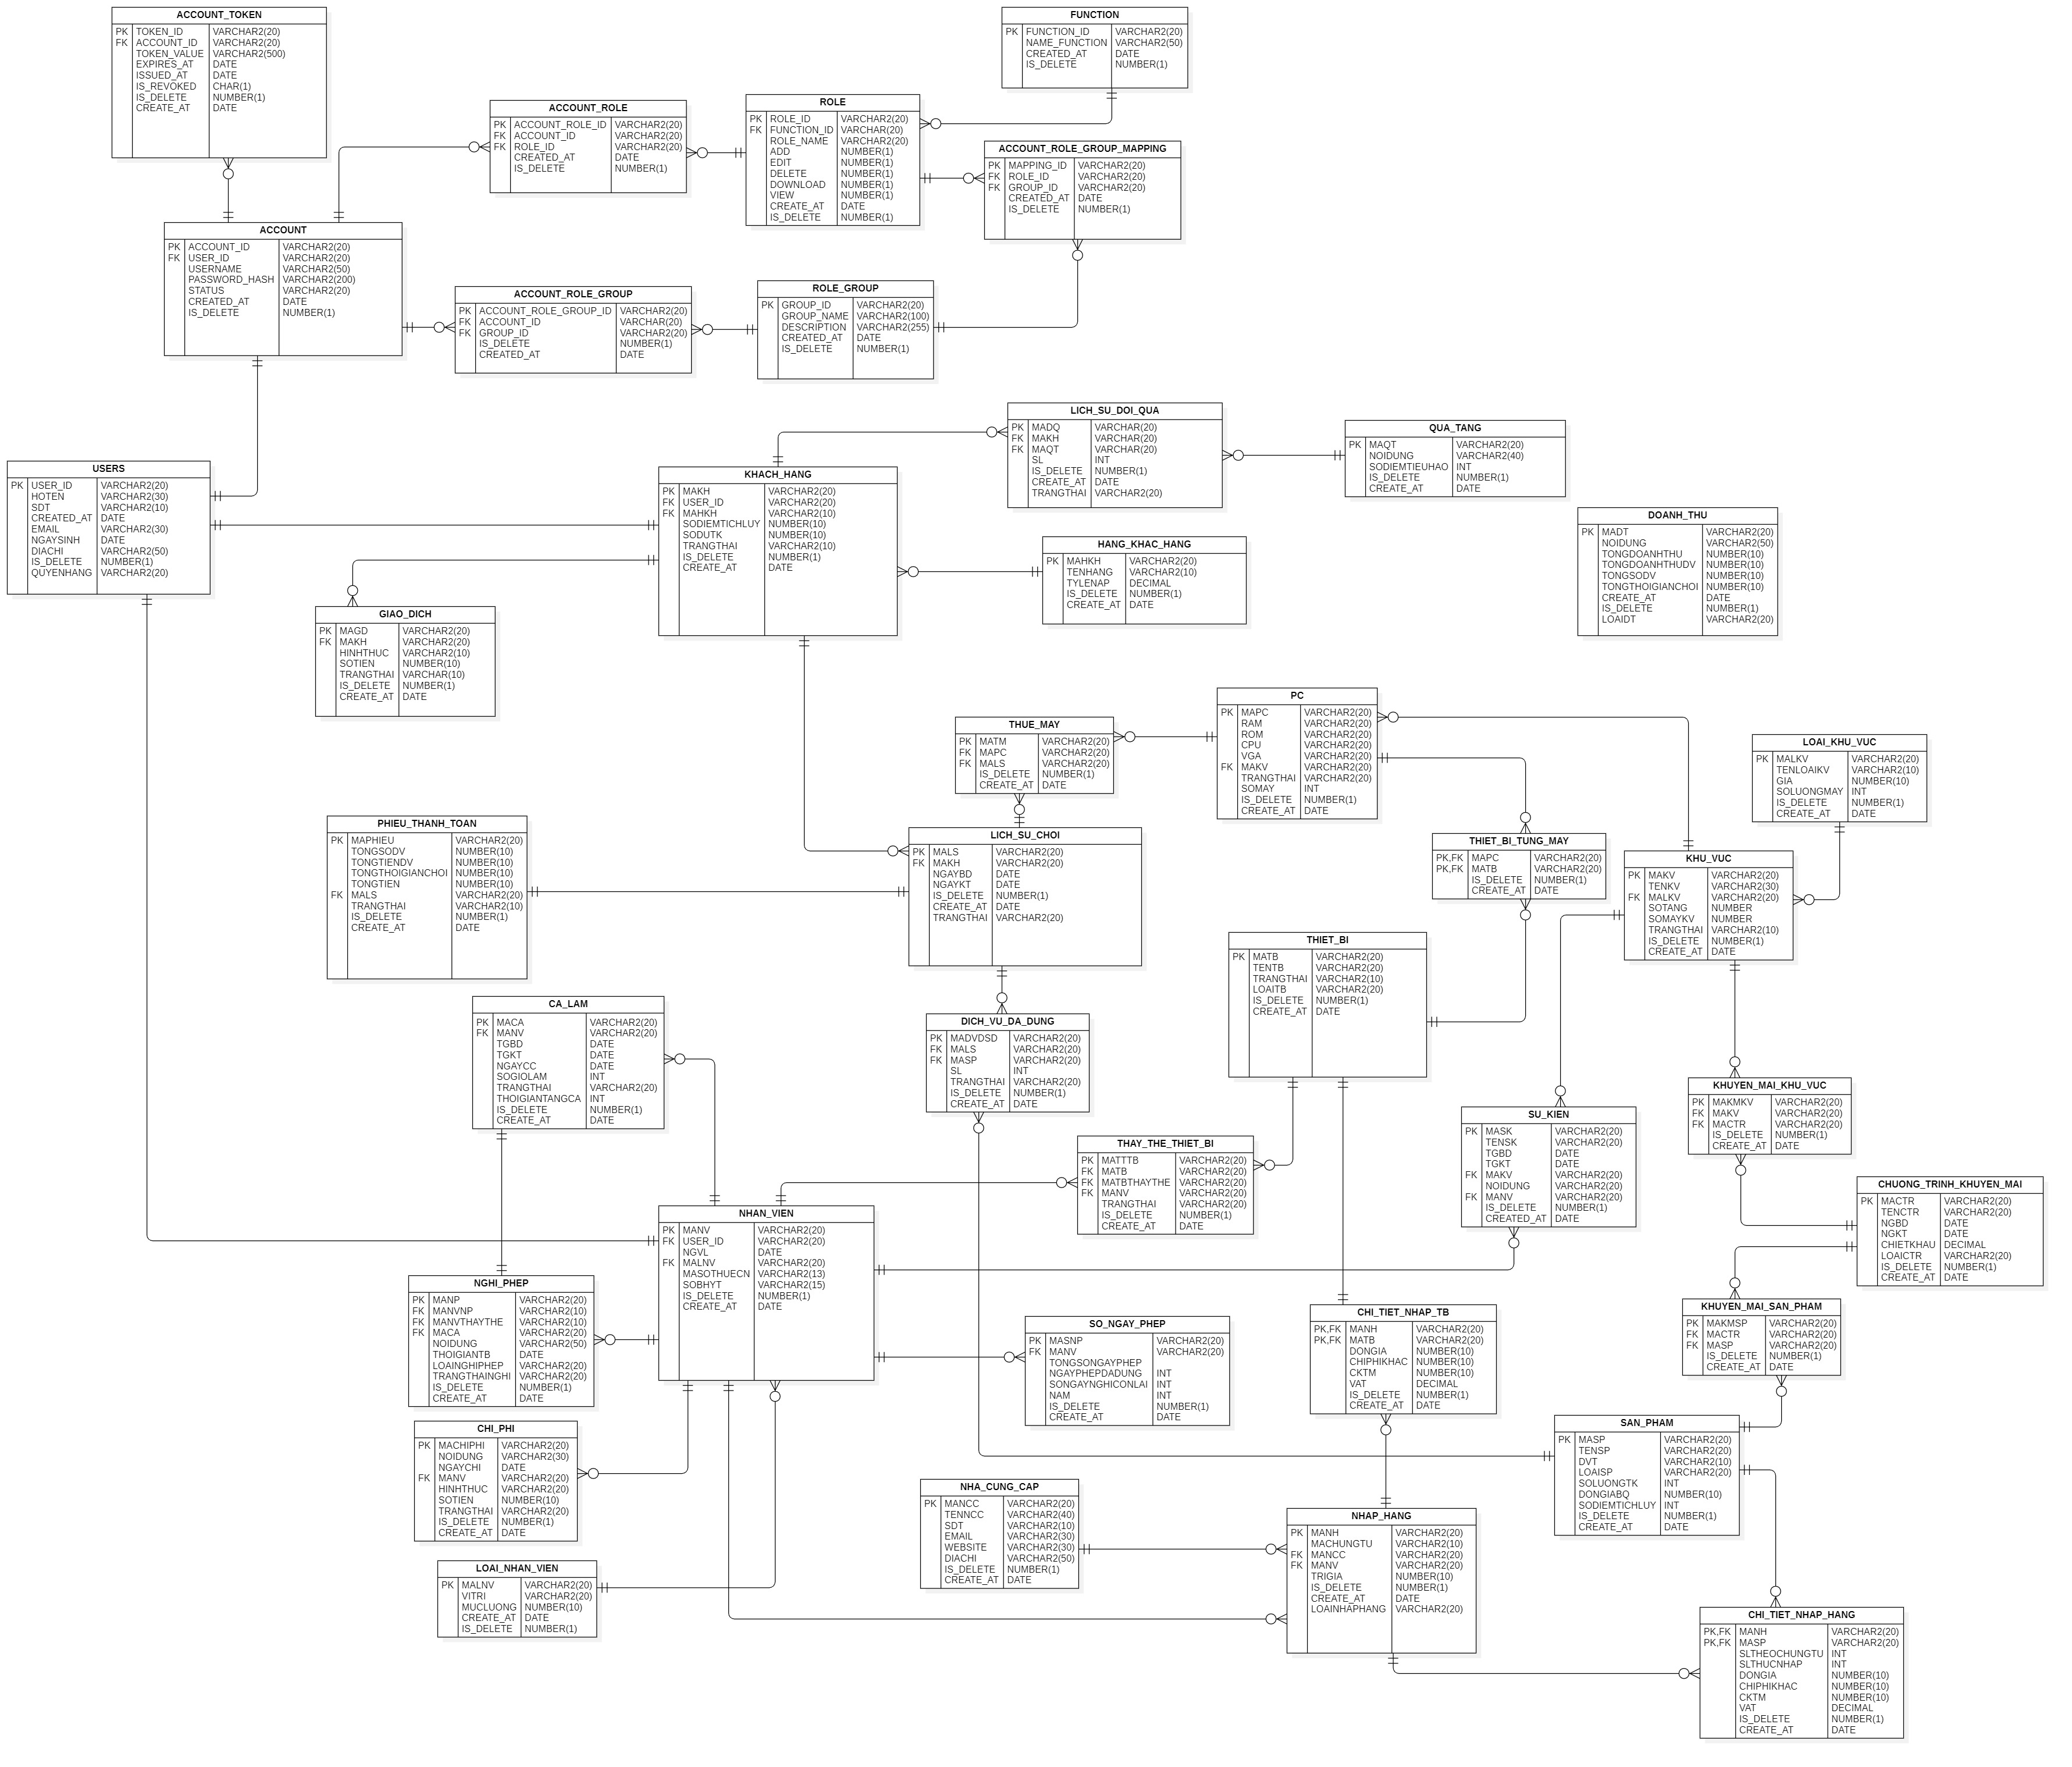 ACCOUNT_TOKEN
PK TOKEN_ID VARCHAR2(20)
FK ACCOUNT_ID VARCHAR2(20)
TOKEN_VALUE VARCHAR2(500)
EXPIRES_AT DATE
ISSUED_AT DATE
IS_REVOKED CHAR(1)
IS_DELETE NUMBER(1)
CREATE_AT DATE
FUNCTION
PK FUNCTION_ID VARCHAR2(20)
NAME_FUNCTION VARCHAR2(50)
CREATED_AT DATE
IS_DELETE NUMBER(1)
ACCOUNT_ROLE
PK ACCOUNT_ROLE_ID VARCHAR2(20)
FK ACCOUNT_ID VARCHAR2(20)
FK ROLE_ID VARCHAR2(20)
CREATED_AT DATE
IS_DELETE NUMBER(1)
ROLE
PK ROLE_ID VARCHAR2(20)
FK FUNCTION_ID VARCHAR(20)
ROLE_NAME VARCHAR2(20)
ADD NUMBER(1)
EDIT NUMBER(1)
DELETE NUMBER(1)
DOWNLOAD NUMBER(1)
VIEW NUMBER(1)
CREATE_AT DATE
IS_DELETE NUMBER(1)
ACCOUNT_ROLE_GROUP_MAPPING
PK MAPPING_ID VARCHAR2(20)
FK ROLE_ID VARCHAR2(20)
FK GROUP_ID VARCHAR2(20)
CREATED_AT DATE
IS_DELETE NUMBER(1)
ACCOUNT
PK ACCOUNT_ID VARCHAR2(20)
FK USER_ID VARCHAR2(20)
USERNAME VARCHAR2(50)
PASSWORD_HASH VARCHAR2(200)
STATUS VARCHAR2(20)
CREATED_AT DATE
IS_DELETE NUMBER(1)
ACCOUNT_ROLE_GROUP
PK ACCOUNT_ROLE_GROUP_ID VARCHAR2(20)
FK ACCOUNT_ID VARCHAR(20)
FK GROUP_ID VARCHAR2(20)
IS_DELETE NUMBER(1)
CREATED_AT DATE
ROLE_GROUP
PK GROUP_ID VARCHAR2(20)
GROUP_NAME VARCHAR2(100)
DESCRIPTION VARCHAR2(255)
CREATED_AT DATE
IS_DELETE NUMBER(1)
LICH_SU_DOI_QUA
PK MADQ VARCHAR(20)
FK MAKH VARCHAR(20)
FK MAQT VARCHAR(20)
SL INT
IS_DELETE NUMBER(1)
CREATE_AT DATE
TRANGTHAI VARCHAR2(20)
QUA_TANG
PK MAQT VARCHAR2(20)
NOIDUNG VARCHAR2(40)
SODIEMTIEUHAO INT
IS_DELETE NUMBER(1)
CREATE_AT DATE
USERS
PK USER_ID VARCHAR2(20)
HOTEN VARCHAR2(30)
SDT VARCHAR2(10)
CREATED_AT DATE
EMAIL VARCHAR2(30)
NGAYSINH DATE
DIACHI VARCHAR2(50)
IS_DELETE NUMBER(1)
QUYENHANG VARCHAR2(20)
KHACH_HANG
PK MAKH VARCHAR2(20)
FK USER_ID VARCHAR2(20)
FK MAHKH VARCHAR2(10)
SODIEMTICHLUY NUMBER(10)
SODUTK NUMBER(10)
TRANGTHAI VARCHAR2(10)
IS_DELETE NUMBER(1)
CREATE_AT DATE
DOANH_THU
PK MADT VARCHAR2(20)
NOIDUNG VARCHAR2(50)
TONGDOANHTHU NUMBER(10)
TONGDOANHTHUDV NUMBER(10)
TONGSODV NUMBER(10)
TONGTHOIGIANCHOI NUMBER(10)
CREATE_AT DATE
IS_DELETE NUMBER(1)
LOAIDT VARCHAR2(20)
HANG_KHAC_HANG
PK MAHKH VARCHAR2(20)
TENHANG VARCHAR2(10)
TYLENAP DECIMAL
IS_DELETE NUMBER(1)
CREATE_AT DATE
GIAO_DICH
PK MAGD VARCHAR2(20)
FK MAKH VARCHAR2(20)
HINHTHUC VARCHAR2(10)
SOTIEN NUMBER(10)
TRANGTHAI VARCHAR(10)
IS_DELETE NUMBER(1)
CREATE_AT DATE
PC
PK MAPC VARCHAR2(20)
RAM VARCHAR2(20)
ROM VARCHAR2(20)
CPU VARCHAR2(20)
VGA VARCHAR2(20)
FK MAKV VARCHAR2(20)
TRANGTHAI VARCHAR2(20)
SOMAY INT
IS_DELETE NUMBER(1)
CREATE_AT DATE
THUE_MAY
PK MATM VARCHAR2(20)
FK MAPC VARCHAR2(20)
FK MALS VARCHAR2(20)
IS_DELETE NUMBER(1)
CREATE_AT DATE
LOAI_KHU_VUC
PK MALKV VARCHAR2(20)
TENLOAIKV VARCHAR2(10)
GIA NUMBER(10)
SOLUONGMAY INT
IS_DELETE NUMBER(1)
CREATE_AT DATE
PHIEU_THANH_TOAN
PK MAPHIEU VARCHAR2(20)
TONGSODV NUMBER(10)
TONGTIENDV NUMBER(10)
TONGTHOIGIANCHOI NUMBER(10)
TONGTIEN NUMBER(10)
FK MALS VARCHAR2(20)
TRANGTHAI VARCHAR2(10)
IS_DELETE NUMBER(1)
CREATE_AT DATE
LICH_SU_CHOI
PK MALS VARCHAR2(20)
FK MAKH VARCHAR2(20)
NGAYBD DATE
NGAYKT DATE
IS_DELETE NUMBER(1)
CREATE_AT DATE
TRANGTHAI VARCHAR2(20)
THIET_BI_TUNG_MAY
PK,FK MAPC VARCHAR2(20)
PK,FK MATB VARCHAR2(20)
IS_DELETE NUMBER(1)
CREATE_AT DATE
KHU_VUC
PK MAKV VARCHAR2(20)
TENKV VARCHAR2(30)
FK MALKV VARCHAR2(20)
SOTANG NUMBER
SOMAYKV NUMBER
TRANGTHAI VARCHAR2(10)
IS_DELETE NUMBER(1)
CREATE_AT DATE
THIET_BI
PK MATB VARCHAR2(20)
TENTB VARCHAR2(20)
TRANGTHAI VARCHAR2(10)
LOAITB VARCHAR2(20)
IS_DELETE NUMBER(1)
CREATE_AT DATE
CA_LAM
PK MACA VARCHAR2(20)
FK MANV VARCHAR2(20)
TGBD DATE
TGKT DATE
NGAYCC DATE
SOGIOLAM INT
TRANGTHAI VARCHAR2(20)
THOIGIANTANGCA INT
IS_DELETE NUMBER(1)
CREATE_AT DATE
DICH_VU_DA_DUNG
PK MADVDSD VARCHAR2(20)
FK MALS VARCHAR2(20)
FK MASP VARCHAR2(20)
SL INT
TRANGTHAI VARCHAR2(20)
IS_DELETE NUMBER(1)
CREATE_AT DATE
KHUYEN_MAI_KHU_VUC
PK MAKMKV VARCHAR2(20)
FK MAKV VARCHAR2(20)
FK MACTR VARCHAR2(20)
IS_DELETE NUMBER(1)
CREATE_AT DATE
SU_KIEN
PK MASK VARCHAR2(20)
TENSK VARCHAR2(20)
TGBD DATE
TGKT DATE
FK MAKV VARCHAR2(20)
NOIDUNG VARCHAR2(20)
FK MANV VARCHAR2(20)
IS_DELETE NUMBER(1)
CREATED_AT DATE
THAY_THE_THIET_BI
PK MATTTB VARCHAR2(20)
FK MATB VARCHAR2(20)
FK MATBTHAYTHE VARCHAR2(20)
FK MANV VARCHAR2(20)
TRANGTHAI VARCHAR2(20)
IS_DELETE NUMBER(1)
CREATE_AT DATE
CHUONG_TRINH_KHUYEN_MAI
PK MACTR VARCHAR2(20)
TENCTR VARCHAR2(20)
NGBD DATE
NGKT DATE
CHIETKHAU DECIMAL
LOAICTR VARCHAR2(20)
IS_DELETE NUMBER(1)
CREATE_AT DATE
NHAN_VIEN
PK MANV VARCHAR2(20)
FK USER_ID VARCHAR2(20)
NGVL DATE
FK MALNV VARCHAR2(20)
MASOTHUECN VARCHAR2(13)
SOBHYT VARCHAR2(15)
IS_DELETE NUMBER(1)
CREATE_AT DATE
NGHI_PHEP
PK MANP VARCHAR2(20)
FK MANVNP VARCHAR2(10)
FK MANVTHAYTHE VARCHAR2(10)
FK MACA VARCHAR2(20)
NOIDUNG VARCHAR2(50)
THOIGIANTB DATE
LOAINGHIPHEP VARCHAR2(20)
TRANGTHAINGHI VARCHAR2(20)
IS_DELETE NUMBER(1)
CREATE_AT DATE
SO_NGAY_PHEP
PK MASNP VARCHAR2(20)
FK MANV VARCHAR2(20)
TONGSONGAYPHEP
NGAYPHEPDADUNG INT
SONGAYNGHICONLAI INT
NAM INT
IS_DELETE NUMBER(1)
CREATE_AT DATE
CHI_TIET_NHAP_TB
PK,FK MANH VARCHAR2(20)
PK,FK MATB VARCHAR2(20)
DONGIA NUMBER(10)
CHIPHIKHAC NUMBER(10)
CKTM NUMBER(10)
VAT DECIMAL
IS_DELETE NUMBER(1)
CREATE_AT DATE
KHUYEN_MAI_SAN_PHAM
PK MAKMSP VARCHAR2(20)
FK MACTR VARCHAR2(20)
FK MASP VARCHAR2(20)
IS_DELETE NUMBER(1)
CREATE_AT DATE
CHI_PHI
PK MACHIPHI VARCHAR2(20)
NOIDUNG VARCHAR2(30)
NGAYCHI DATE
FK MANV VARCHAR2(20)
HINHTHUC VARCHAR2(20)
SOTIEN NUMBER(10)
TRANGTHAI VARCHAR2(20)
IS_DELETE NUMBER(1)
CREATE_AT DATE
SAN_PHAM
PK MASP VARCHAR2(20)
TENSP VARCHAR2(20)
DVT VARCHAR2(10)
LOAISP VARCHAR2(20)
SOLUONGTK INT
DONGIABQ NUMBER(10)
SODIEMTICHLUY INT
IS_DELETE NUMBER(1)
CREATE_AT DATE
NHA_CUNG_CAP
PK MANCC VARCHAR2(20)
TENNCC VARCHAR2(40)
SDT VARCHAR2(10)
EMAIL VARCHAR2(30)
WEBSITE VARCHAR2(30)
DIACHI VARCHAR2(50)
IS_DELETE NUMBER(1)
CREATE_AT DATE
NHAP_HANG
PK MANH VARCHAR2(20)
MACHUNGTU VARCHAR2(10)
FK MANCC VARCHAR2(20)
FK MANV VARCHAR2(20)
TRIGIA NUMBER(10)
IS_DELETE NUMBER(1)
CREATE_AT DATE
LOAINHAPHANG VARCHAR2(20)
LOAI_NHAN_VIEN
PK MALNV VARCHAR2(20)
VITRI VARCHAR2(20)
MUCLUONG NUMBER(10)
CREATE_AT DATE
IS_DELETE NUMBER(1)
CHI_TIET_NHAP_HANG
PK,FK MANH VARCHAR2(20)
PK,FK MASP VARCHAR2(20)
SLTHEOCHUNGTU INT
SLTHUCNHAP INT
DONGIA NUMBER(10)
CHIPHIKHAC NUMBER(10)
CKTM NUMBER(10)
VAT DECIMAL
IS_DELETE NUMBER(1)
CREATE_AT DATE